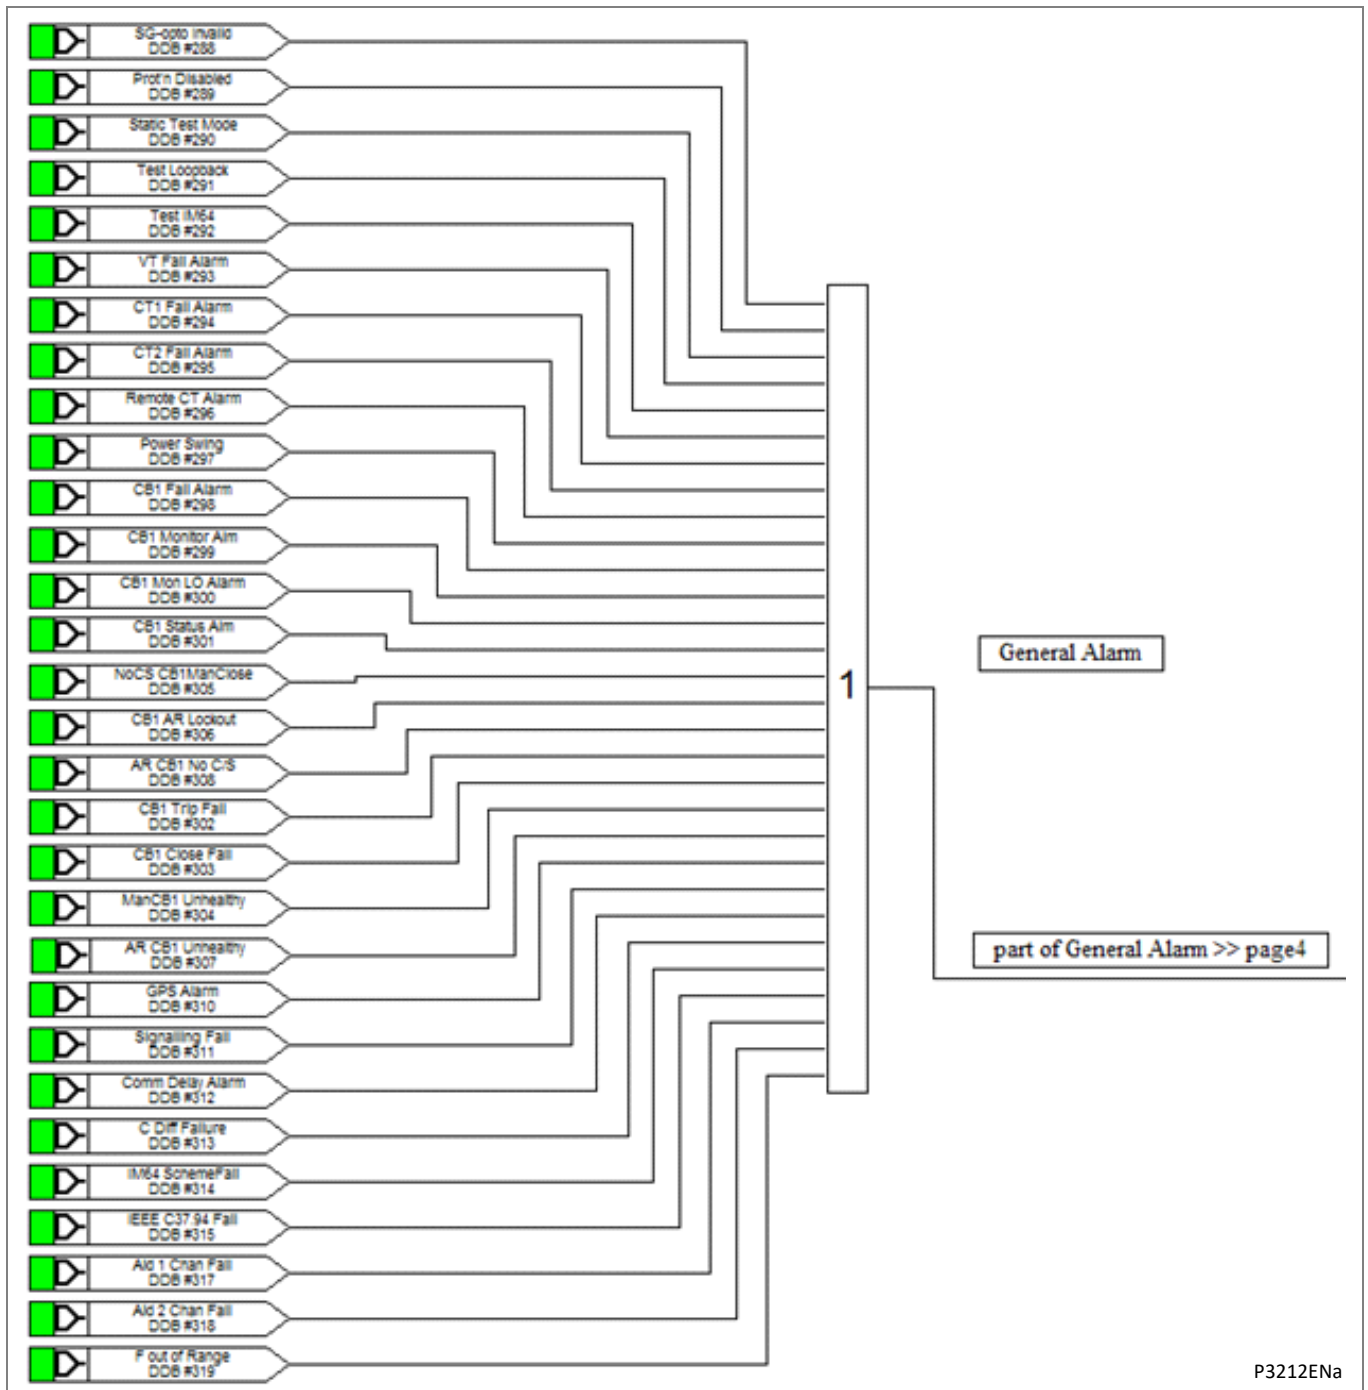 SG-opto Invalid
DDB #288
Prot'n Disabled
DDB #289
Static Test Mode
DDB #290
Test Loopback
DDB #291
Test IM64
DDB #292
VT Fail Alarm
DDB #293
CT1 Fail Alarm
DDB #294
CT2 Fail Alarm
DDB #295
Remote CT Alarm
DDB #296
Power Swing
DDB #297
CB1 Fail Alarm
DDB #298
CB1 Monitor Alm
DDB #299
CB1 Mon LO Alarm
DDB #300
CB1 Status Alm
DDB #301
NoCS CB1ManClose
DDB #305
CB1 AR Lockout
DDB #306
AR CB1 No C/S
DDB #308
CB1 Trip Fail
DDB #302
CB1 Close Fail
DDB #303
ManCB1 Unhealthy
DDB #304
AR CB1 Unhealthy
DDB #307
GPS Alarm
DDB #310
Signalling Fail
DDB #311
Comm Delay Alarm
DDB #312
C Diff Failure
DDB #313
IM64 SchemeFail
DDB #314
IEEE C37.94 Fail
DDB #315
Aid 1 Chan Fail
DDB #317
Aid 2 Chan Fail
DDB #318
F out of Range
DDB #319
1
General Alarm
part of General Alarm >> page4
P3212ENa